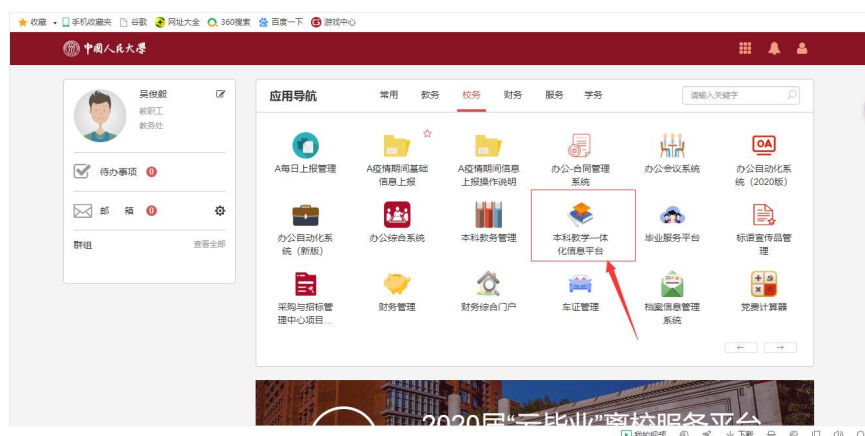 收藏 手机收藏夹 谷歌 网址大全 360搜索 百度一下 游戏中心
中国人民大学
吴俊毅
教职工
教务处
待办事项 0
邮 箱 0
群组 查看全部
应用导航 常用 教务 校务 财务 服务 学务 请输入关键字
A每日上报管理 A疫情期间基础 A疫情期间信息 办公-合同管理 办公会议系统 办公自动化系
信息上报 上报操作说明 系统 统（2020版）
OA
办公自动化系 办公综合系统 本科教务管理 本科教学一体 毕业服务平台 标语宣传品管
统（新版） 化信息平台 理
采购与招标管 财务管理 财务综合门户 车证管理 档案信息管理 党费计算器
理中心项目... 系统
2020届“云毕业”离校服务平台
我的视频 下载